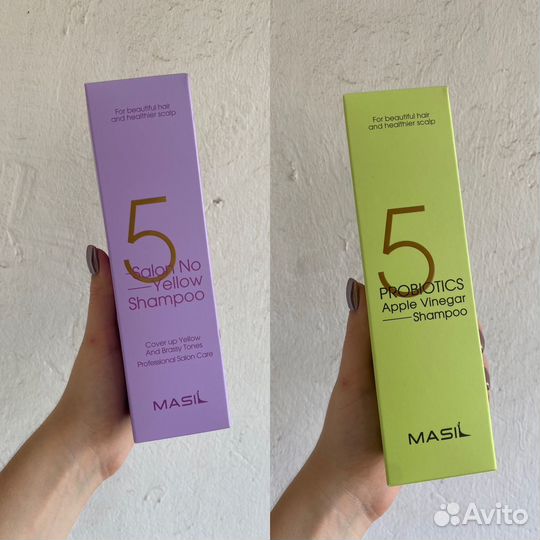 For beautiful hair
and healthier scalp
5
Salon No
Yellow
Shampoo
Cover up Yellow
And Brassy Tones
Professional Salon Care
MASIL
For beautiful hair
and healthier scalp
5
PROBIOTICS
Apple Vinegar
Shampoo
MASIL
Avito